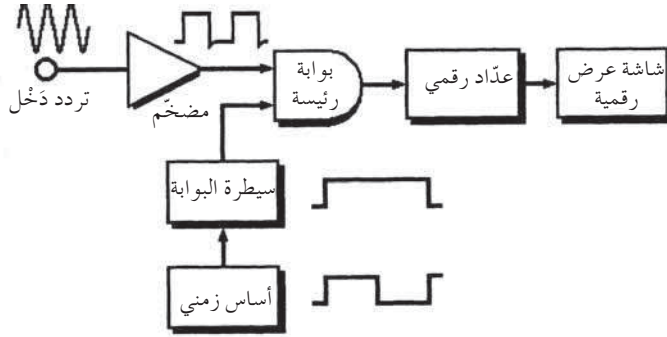 تردد دَخْل
مضخّم
بوابة
رئيسة
عدّاد رقمي
شاشة عرض
رقمية
سيطرة البوابة
أساس زمني